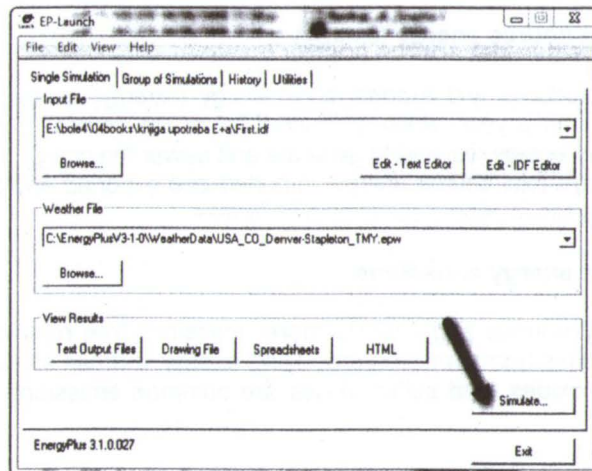 EP-Launch
File Edit View Help
Single Simulation Group of Simulations History Utilities
Input File
E:\bole4\04books\knjiga upotreba E+a\First.idf
Browse... Edit - Text Editor Edit - IDF Editor
Weather File
C:\EnergyPlusV3-1-0\WeatherData\USA_CO_Denver-Stapleton_TMY.epw
Browse...
View Results
Text Output Files Drawing File Spreadsheets HTML
Simulate...
EnergyPlus 3.1.0.027
Exit